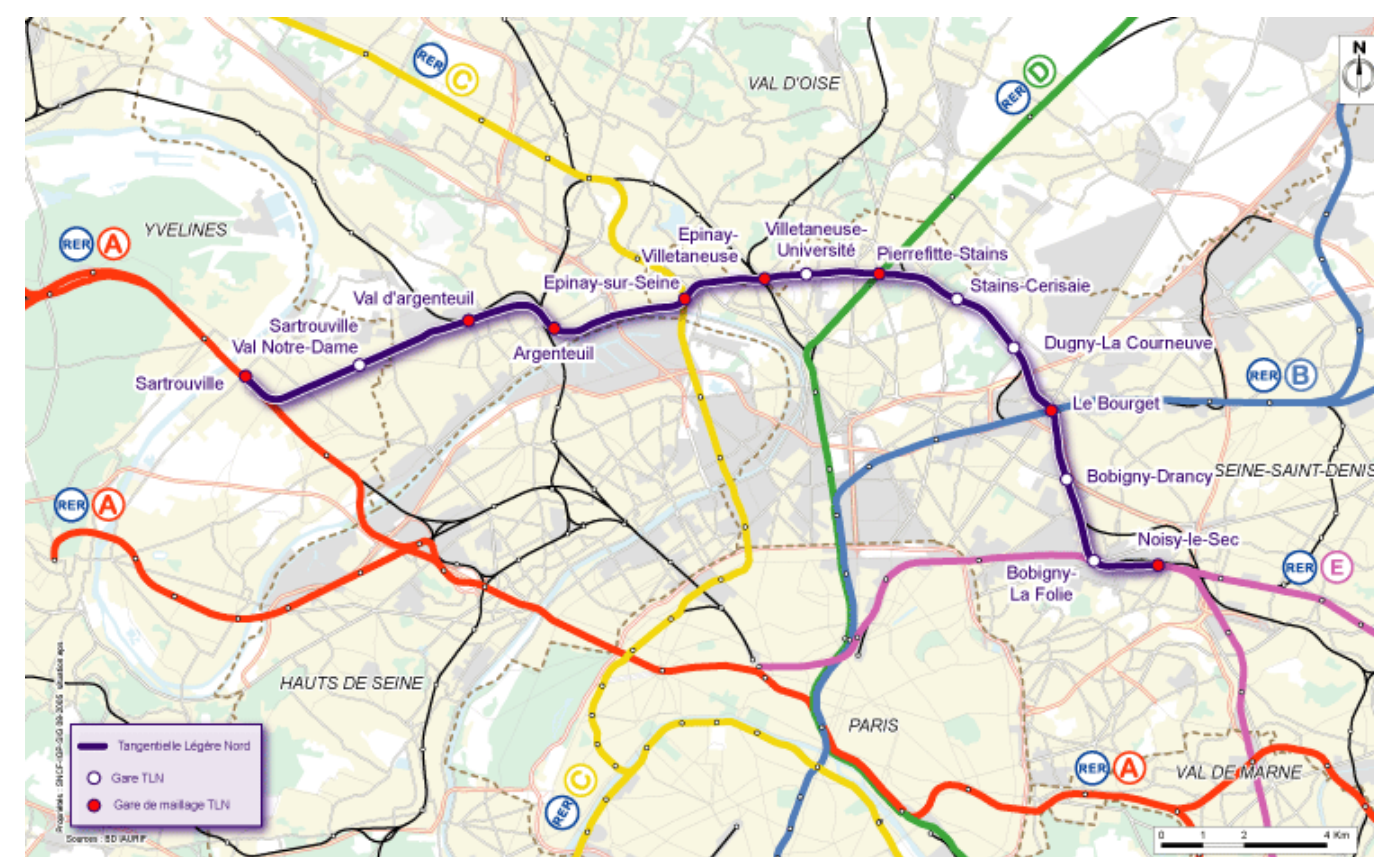 RER C
VAL D'OISE
RER D
N
YVELINES
RER A
Epinay-
Villetaneuse
Villetaneuse-
Université
Pierrefitte-Stains
Epinay-sur-Seine
Stains-Cerisaie
Val d'argenteuil
Sartrouville
Val Notre-Dame
Argenteuil
Dugny-La Courneuve
Sartrouville
RER B
Le Bourget
Bobigny-Drancy
SEINE-SAINT-DENIS
RER A
Noisy-le-Sec
Bobigny-
La Folie
RER E
HAUTS DE SEINE
PARIS
RER C
RER A
VAL DE MARNE
Tangentielle Légère Nord
Gare TLN
Gare de maillage TLN
Sources : BD IAURIF
0 1 2 4 Km